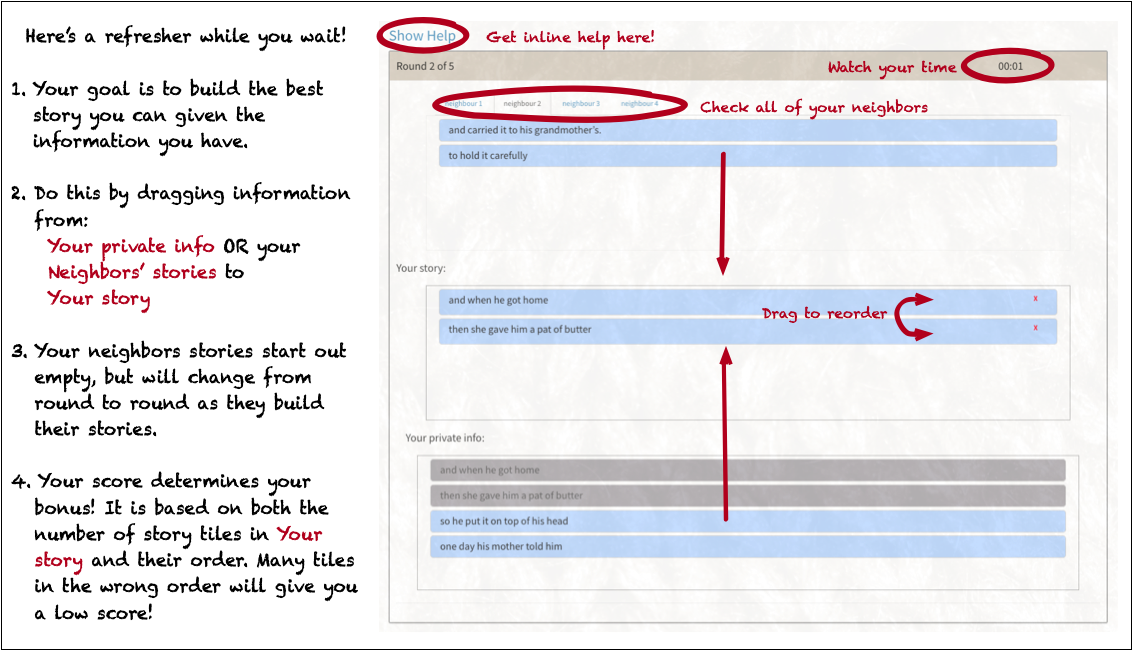 Here's a refresher while you wait!
1. Your goal is to build the best
story you can given the
information you have.
2. Do this by dragging information
from:
Your private info OR your
Neighbors' stories to
Your story
3. Your neighbors stories start out
empty, but will change from
round to round as they build
their stories.
4. Your score determines your
bonus! It is based on both the
number of story tiles in Your
story and their order. Many tiles
in the wrong order will give you
a low score!
Show Help Get inline help here!
Round 2 of 5 Watch your time 00:01
neighbour 1 neighbour 2 neighbour 3 neighbour 4 Check all of your neighbors
and carried it to his grandmother's.
to hold it carefully
Your story:
and when he got home x
Drag to reorder
then she gave him a pat of butter x
Your private info:
and when he got home
then she gave him a pat of butter
so he put it on top of his head
one day his mother told him